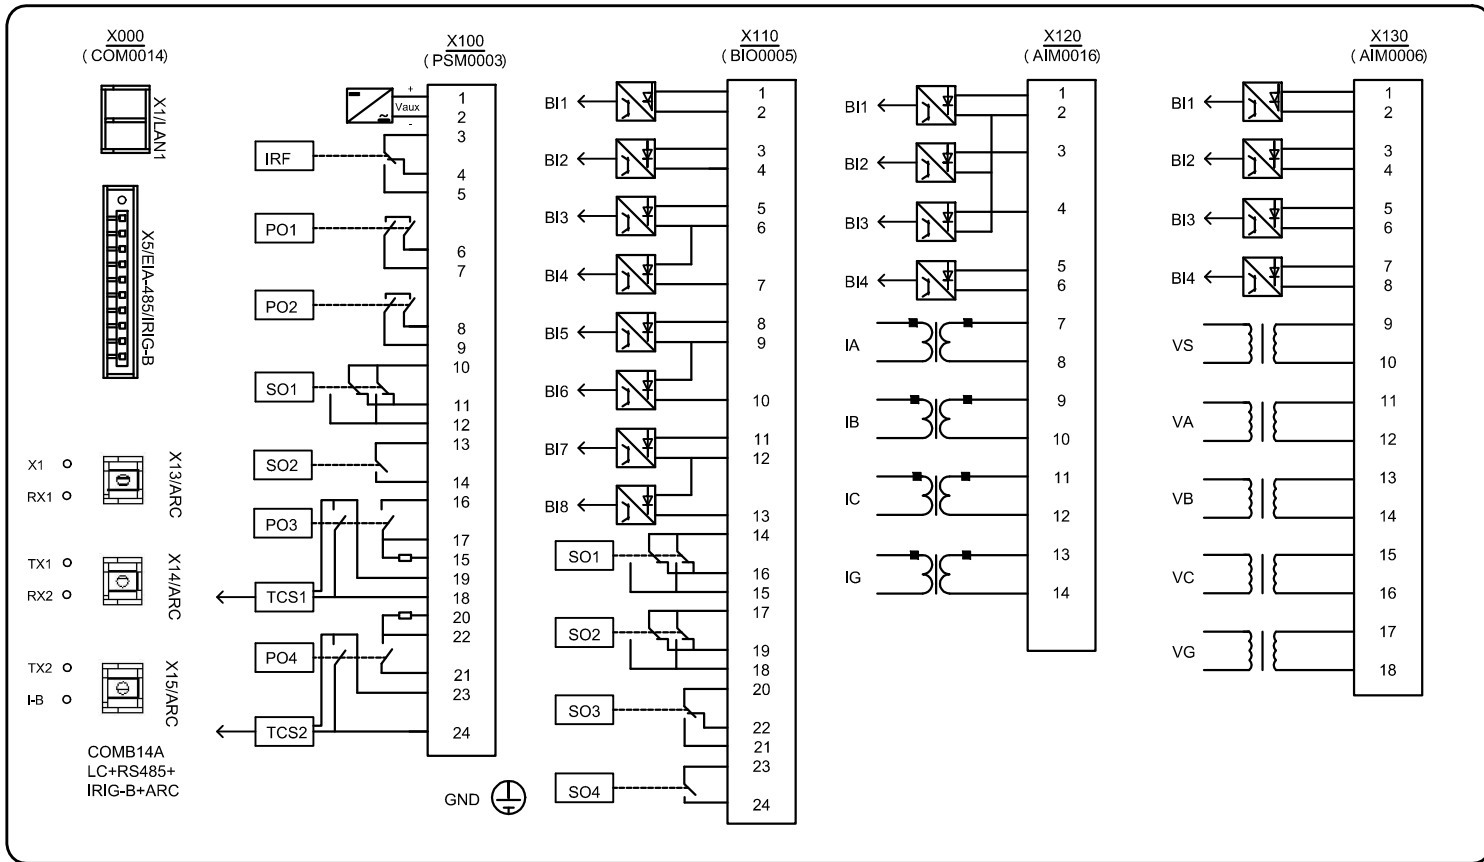 X000
( COM0014)
X1/LAN1
X5/EIA-485/IRIG-B
X1
RX1
X13/ARC
TX1
RX2
X14/ARC
TX2
I-B
X15/ARC
COMB14A
LC+RS485+
IRIG-B+ARC
X100
( PSM0003)
+
Vaux
-
1
2
3
IRF
4
5
PO1
6
7
PO2
8
9
10
SO1
11
12
13
SO2
14
16
PO3
17
15
19
TCS1
18
20
22
PO4
21
23
TCS2
24
GND
X110
( BIO0005)
BI1
1
2
BI2
3
4
BI3
5
6
BI4
7
BI5
8
9
BI6
10
BI7
11
12
BI8
13
14
SO1
16
15
17
SO2
19
18
20
SO3
22
21
23
SO4
24
X120
( AIM0016)
BI1
1
2
BI2
3
BI3
4
BI4
5
6
IA
7
8
IB
9
10
IC
11
12
IG
13
14
X130
( AIM0006)
BI1
1
2
BI2
3
4
BI3
5
6
BI4
7
8
VS
9
10
VA
11
12
VB
13
14
VC
15
16
VG
17
18